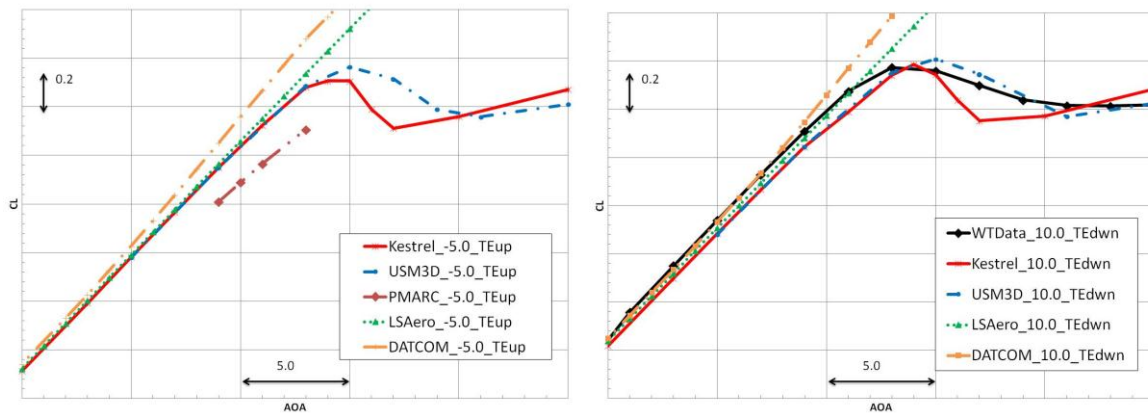 0.2
CL
Kestrel_-5.0_TEup
USM3D_-5.0_TEup
PMARC_-5.0_TEup
LSAero_-5.0_TEup
DATCOM_-5.0_TEup
5.0
AOA
0.2
CL
WTData_10.0_TEdwn
Kestrel_10.0_TEdwn
USM3D_10.0_TEdwn
LSAero_10.0_TEdwn
DATCOM_10.0_TEdwn
5.0
AOA